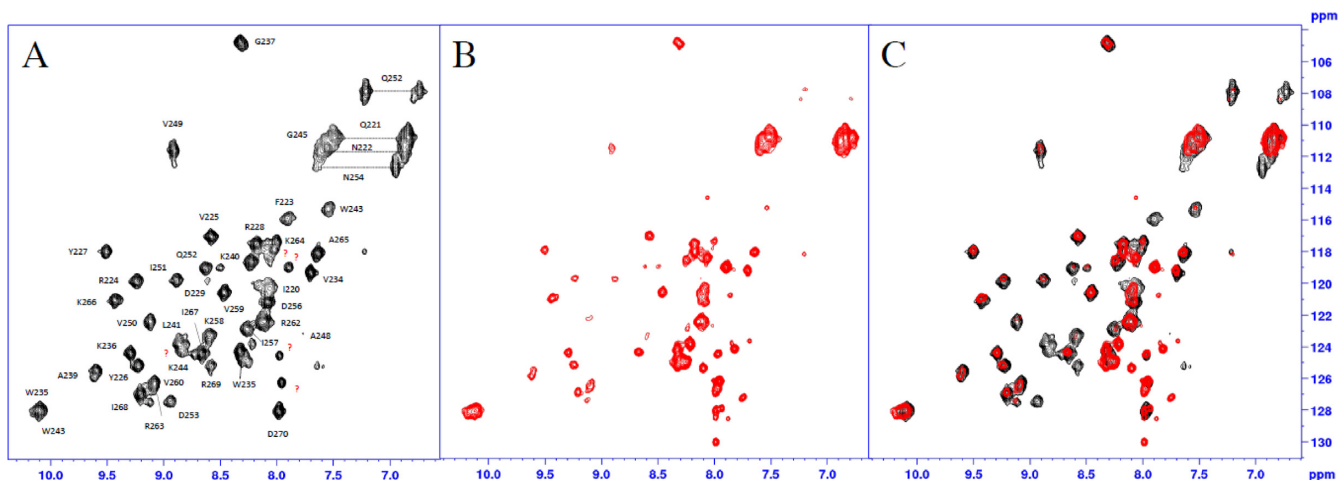 ppm
A
B
C
G237
Q252
V249
G245
Q221
N222
N254
F223
W243
V225
R228
K264
A265
Y227
Q252
K240
? ?
R224
I251
V234
D229
I220
K266
V259
D256
I267
V250
L241
K258
R262
A248
I257
K236
?
?
K244
A239
Y226
V260
R269
W235
W235
?
I268
D253
W243
R263
D270
106
108
110
112
114
116
118
120
122
124
126
128
130
10.0 9.5 9.0 8.5 8.0 7.5 7.0
10.0 9.5 9.0 8.5 8.0 7.5 7.0
10.0 9.5 9.0 8.5 8.0 7.5 7.0
ppm ppm ppm